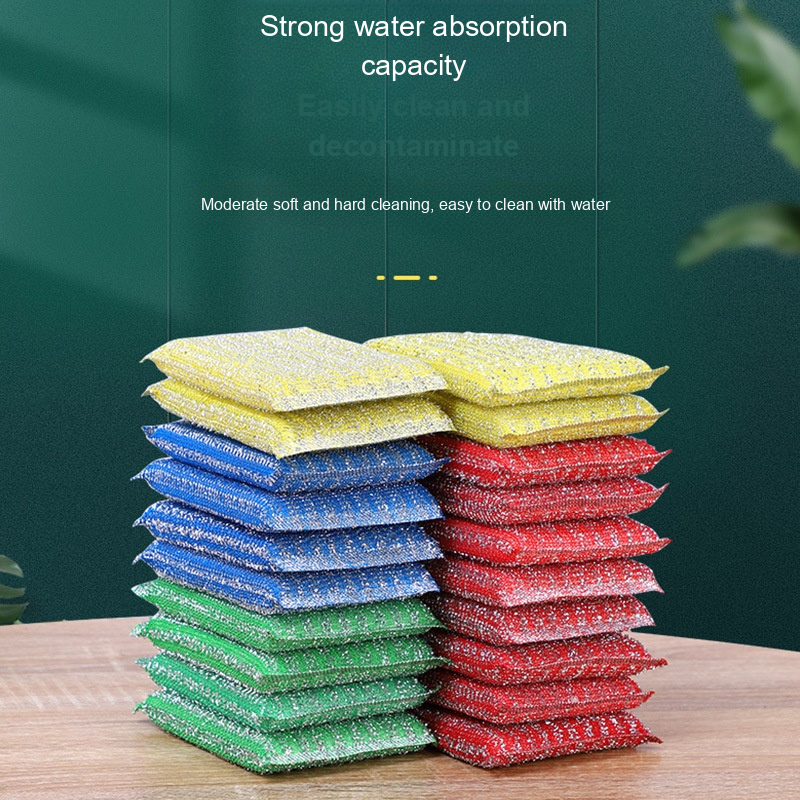 Strong water absorption
capacity
Easily clean and
decontaminate
Moderate soft and hard cleaning, easy to clean with water